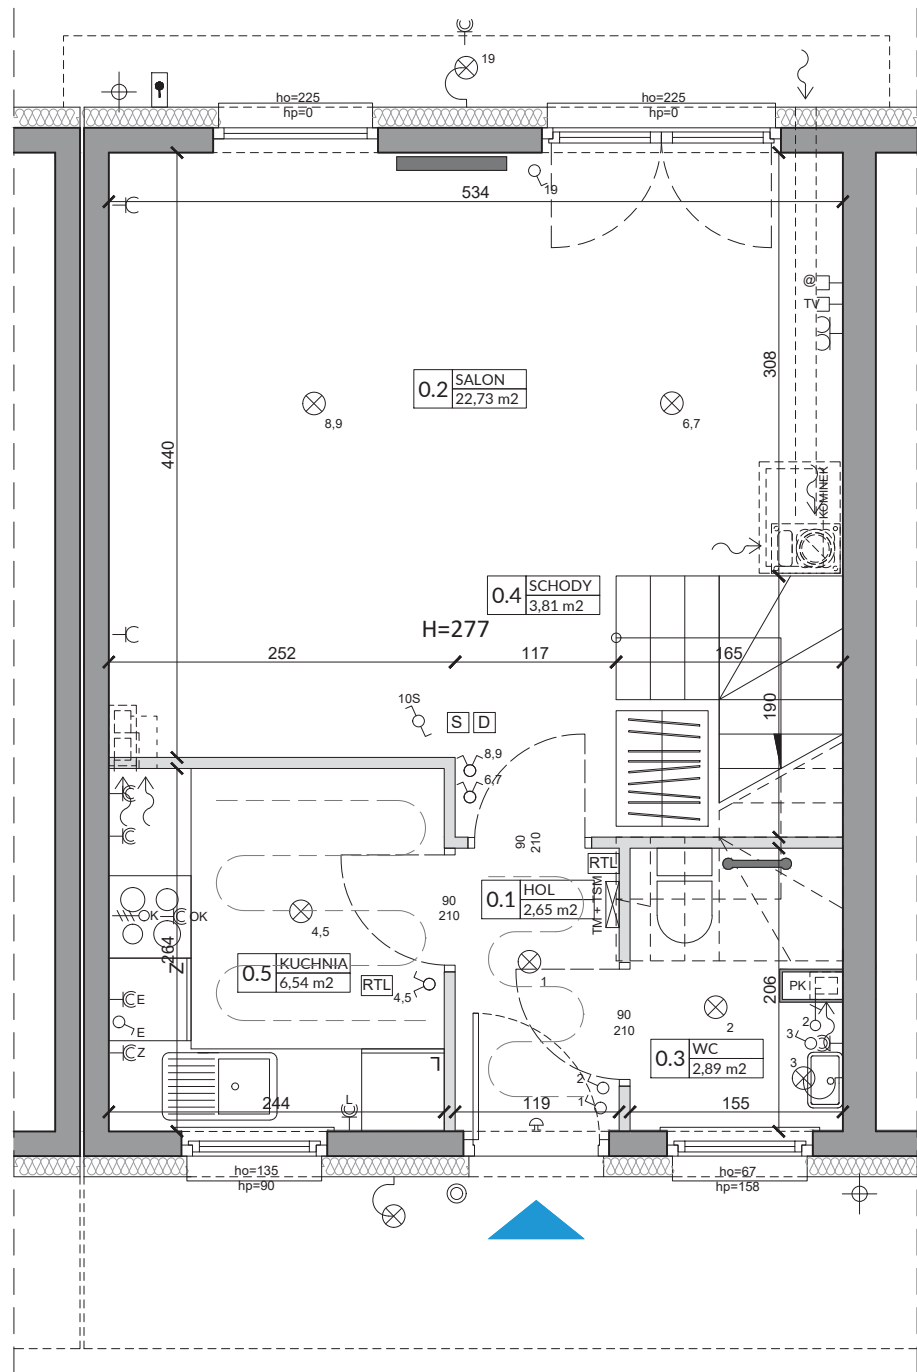 19
ho=225
hp=0
ho=225
hp=0
19
534
@
TV
308
0.2
SALON
22,73 m2
8,9
6,7
440
KOMINEK
0.4
SCHODY
3,81 m2
H=277
252
117
165
10S
S
D
190
8,9
6,7
90
210
RTL
0.1
HOL
2,65 m2
TM + TSM
90
210
OK
OK
4,5
264
Z
0.5
KUCHNIA
6,54 m2
RTL
4,5
1
E
E
Z
90
210
2
206
PK
2
3
0.3
WC
2,89 m2
3
2
1
L
244
119
155
ho=135
hp=90
ho=67
hp=158